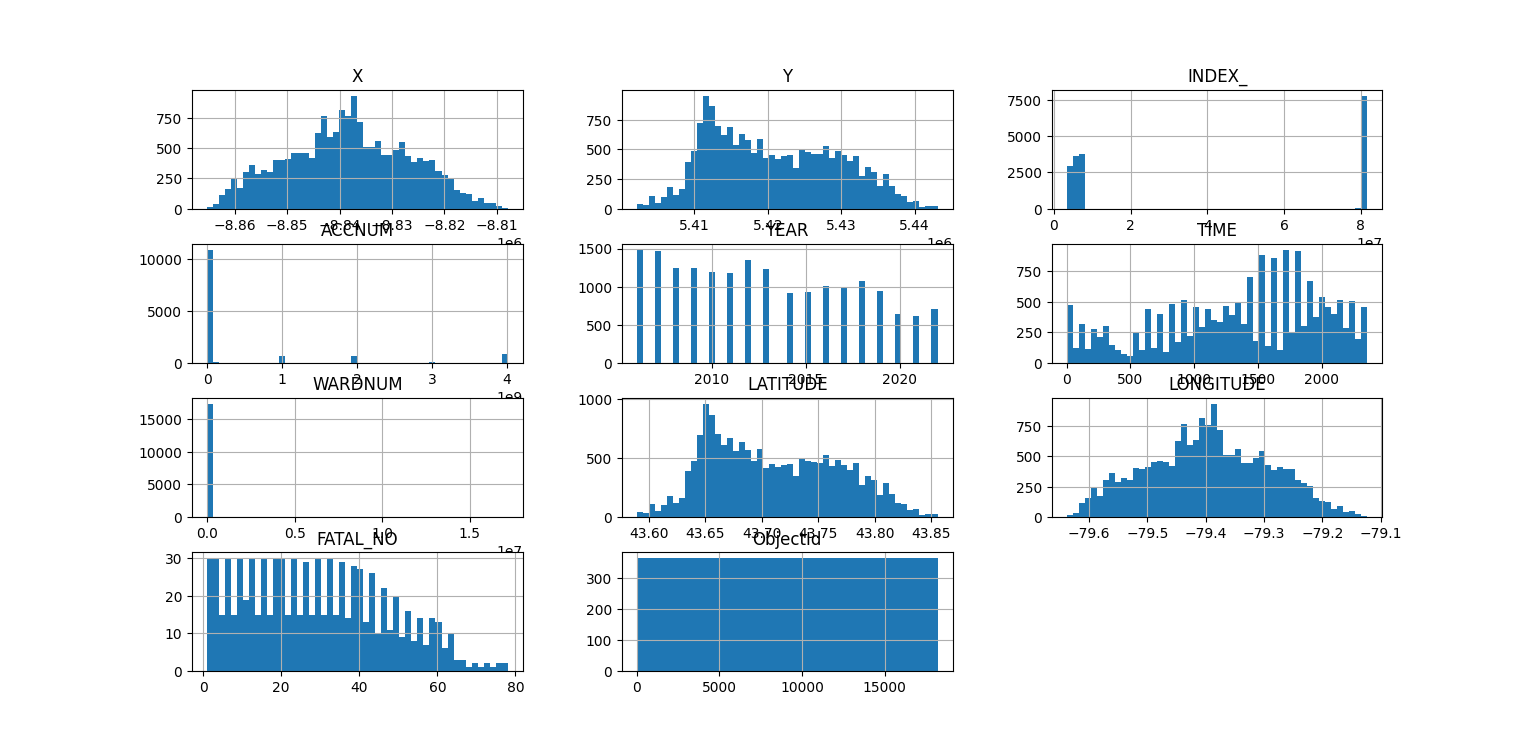 X Y INDEX_
750 750 7500
500 500 5000
250 250 2500
0 0 0
−8.86 −8.85 −8.84 −8.83 −8.82 −8.81 5.41 5.42 5.43 5.44 0 2 4 6 8
1e6 1e6 1e7
ACCNUM YEAR TIME
10000 1500 750
5000 1000 500
0 500 250
0 0
0 1 2 3 4 2010 2015 2020 0 500 1000 1500 2000
1e9
WARDNUM LATITUDE LONGITUDE
15000 1000 750
10000 500 500
5000 0 250
0 0
0.0 0.5 1.0 1.5 43.60 43.65 43.70 43.75 43.80 43.85 −79.6 −79.5 −79.4 −79.3 −79.2 −79.1
1e7
FATAL_NO ObjectId
30 300
20 200
10 100
0 0
0 20 40 60 80 0 5000 10000 15000